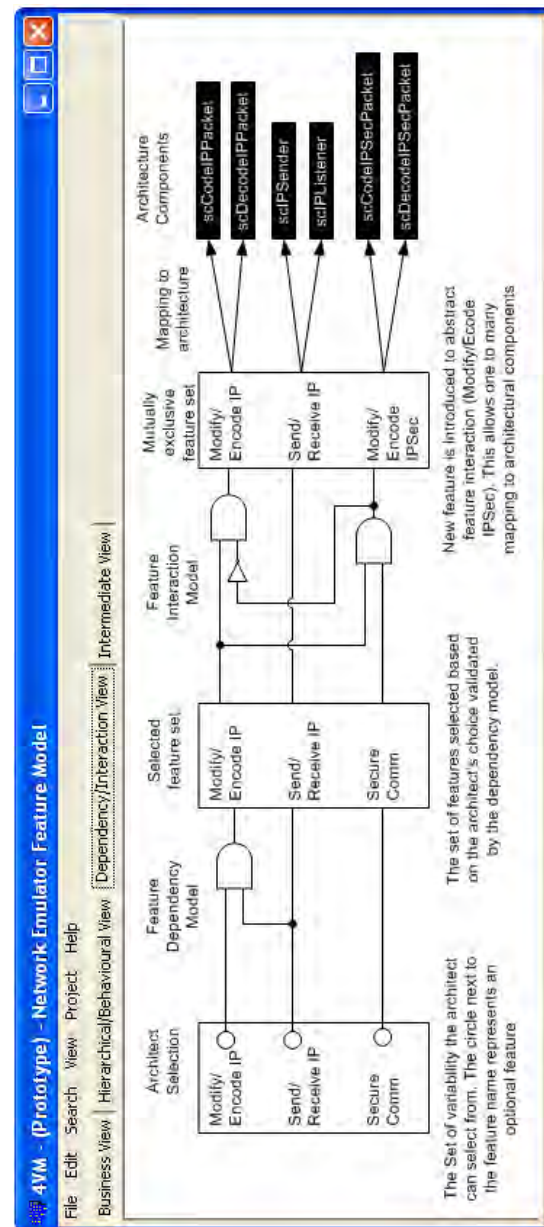 4VM - (Prototype) - Network Emulator Feature Model
File Edit Search View Project Help
Business View Hierarchical/Behavioural View Dependency/Interaction View Intermediate View
Architect
Selection
Modify/
Encode IP
Send/
Receive IP
Secure
Comm
The Set of variability the architect
can select from. The circle next to
the feature name represents an
optional feature
Feature
Dependency
Model
Selected
feature set
Modify/
Encode IP
Send/
Receive IP
Secure
Comm
The set of features selected based
on the architect's choice validated
by the dependency model.
Feature
Interaction
Model
Mutually
exclusive
feature set
Modify/
Encode IP
Send/
Receive IP
Modify/
Encode
IPSec
New feature is introduced to abstract
feature interaction (Modify/Ecode
IPSec). This allows one to many
mapping to architectural components
Mapping to
architecture
Architecture
Components
scCodeIPPacket
scDecodeIPPacket
scIPSender
scIPListener
scCodeIPSecPacket
scDecodeIPSecPacket